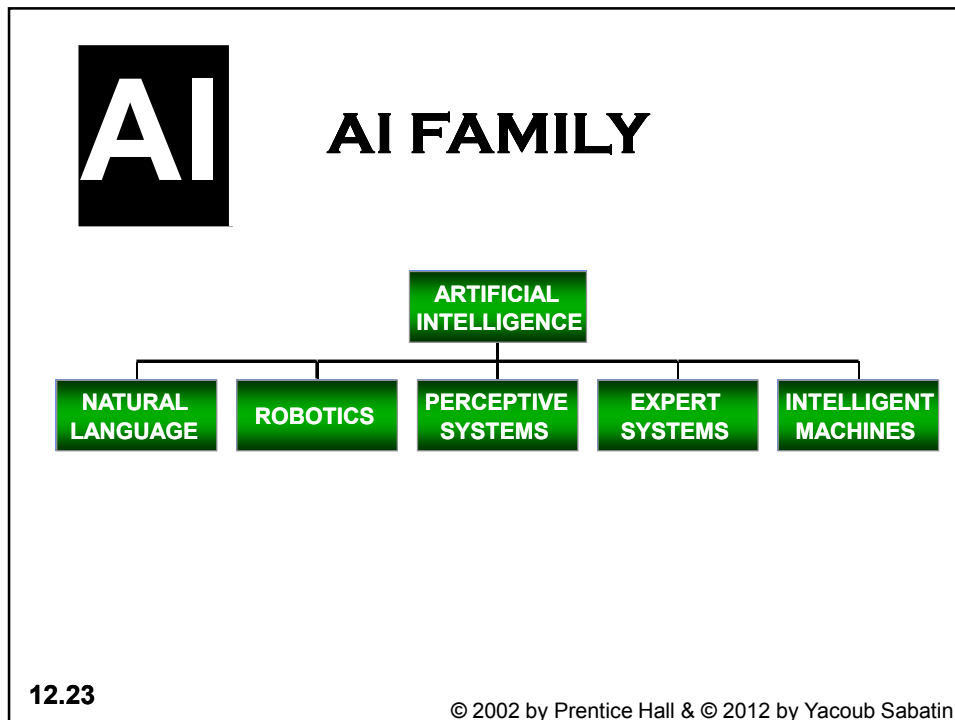 AI
AI FAMILY
ARTIFICIAL
INTELLIGENCE
NATURAL
LANGUAGE
ROBOTICS
PERCEPTIVE
SYSTEMS
EXPERT
SYSTEMS
INTELLIGENT
MACHINES
12.23
© 2002 by Prentice Hall & © 2012 by Yacoub Sabatin